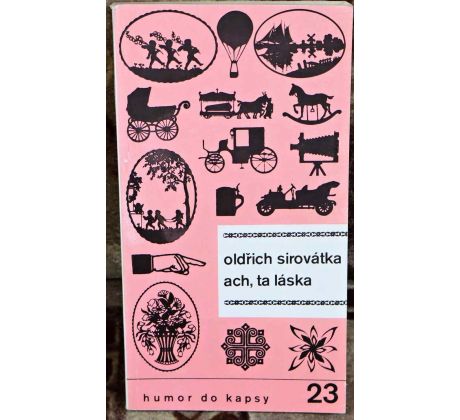 oldřich sirovátka
ach, ta láska
humor do kapsy 23